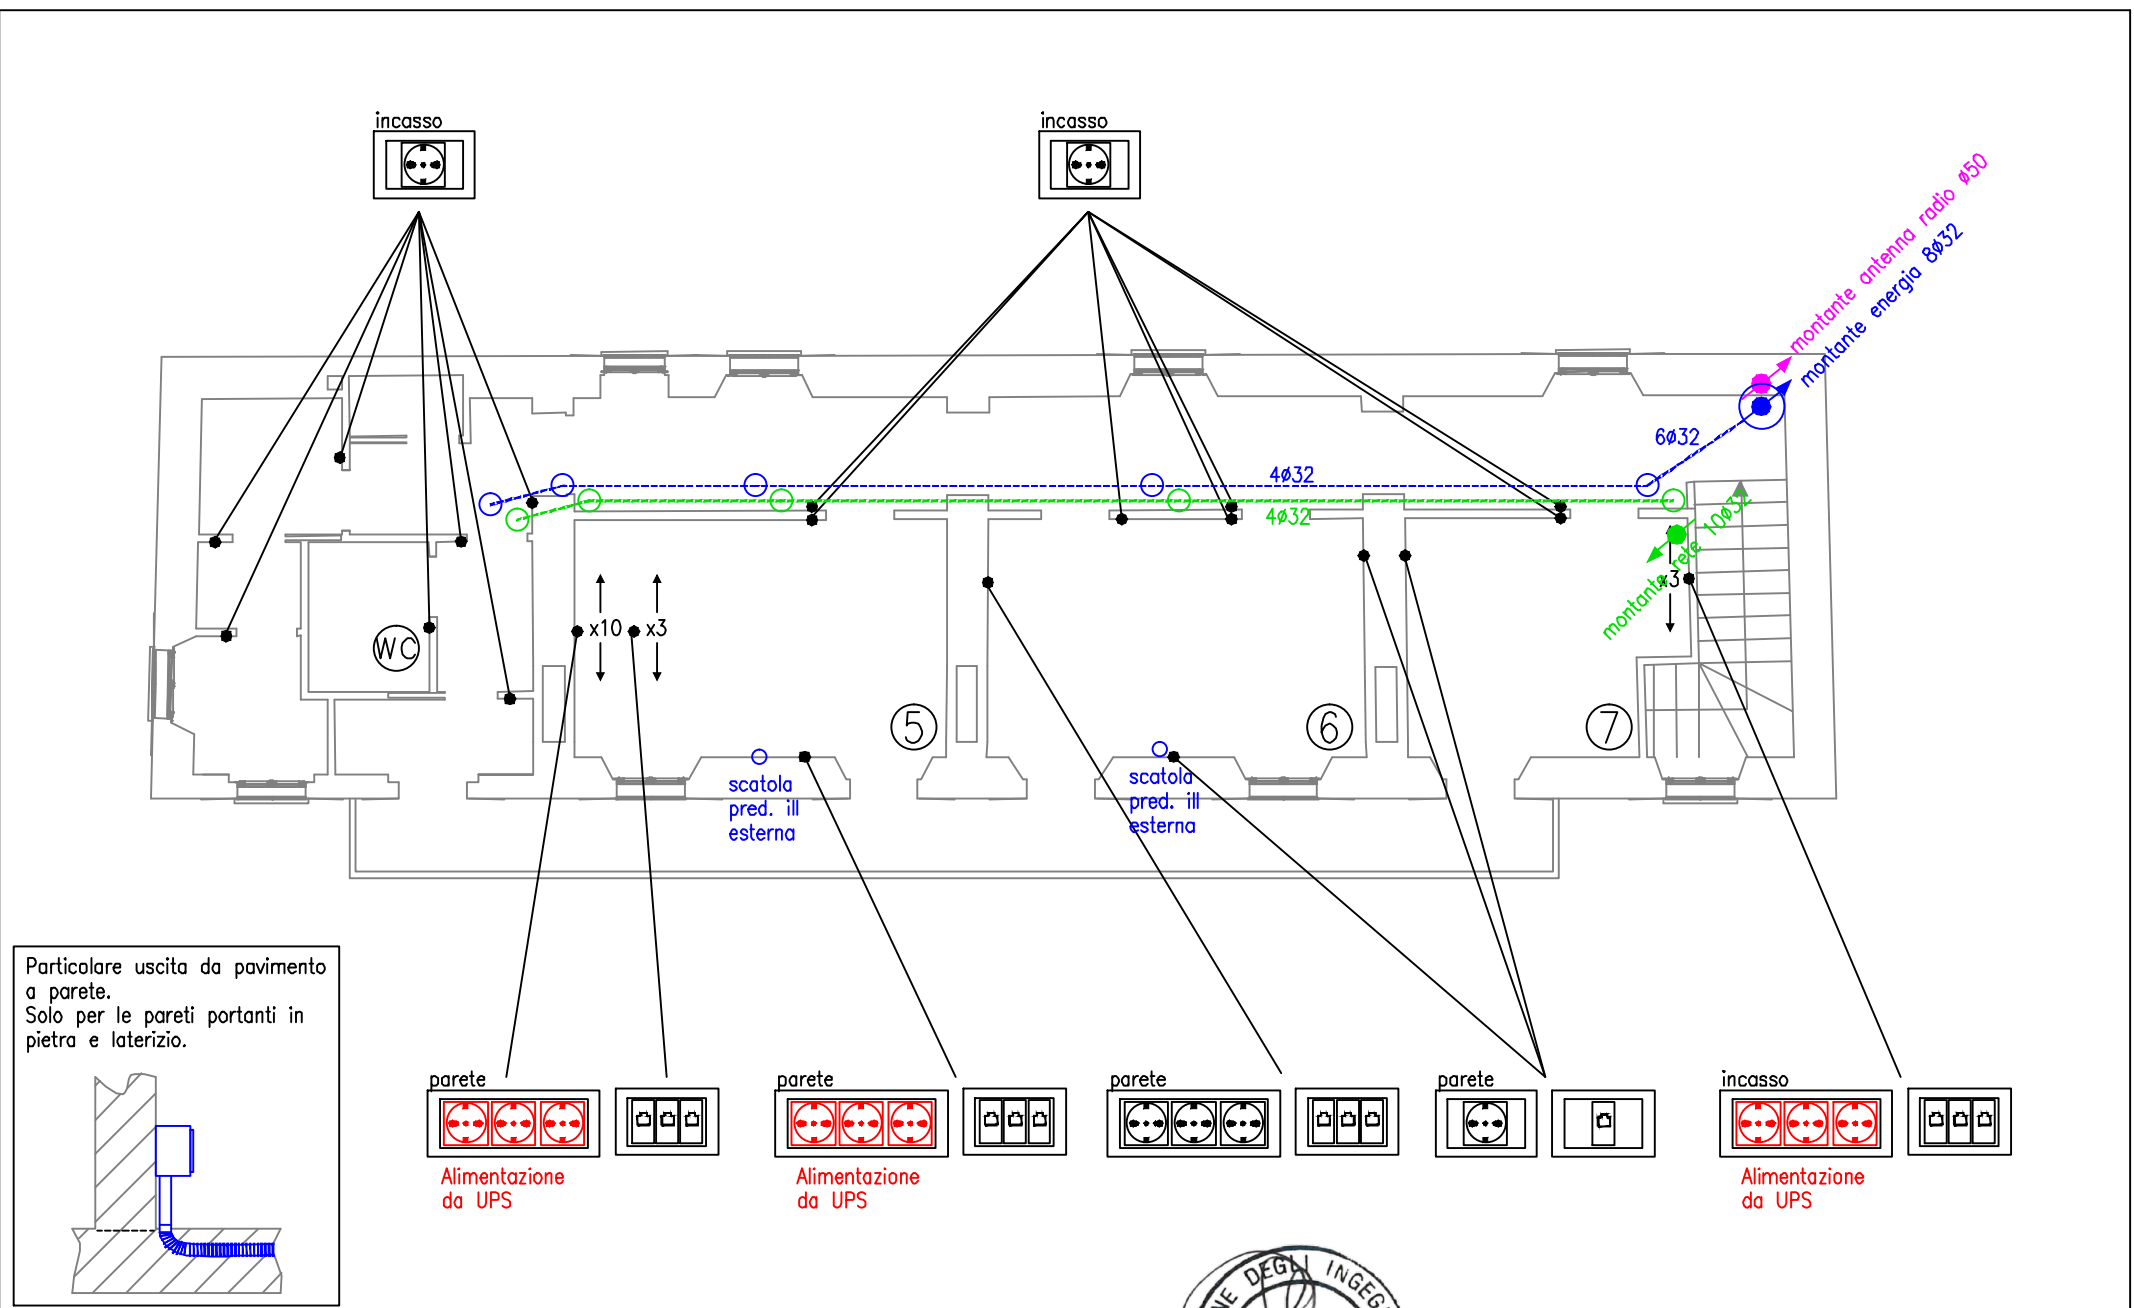 incasso
incasso
montante antenna radio ø50
montante energia 8ø32
6ø32
4ø32
4ø32
montante rete 10ø32
x10
x3
x3
WC
5
6
7
scatola
pred. ill
esterna
scatola
pred. ill
esterna
Particolare uscita da pavimento
a parete.
Solo per le pareti portanti in
pietra e laterizio.
parete
parete
parete
parete
incasso
Alimentazione
da UPS
Alimentazione
da UPS
Alimentazione
da UPS
DEGLI